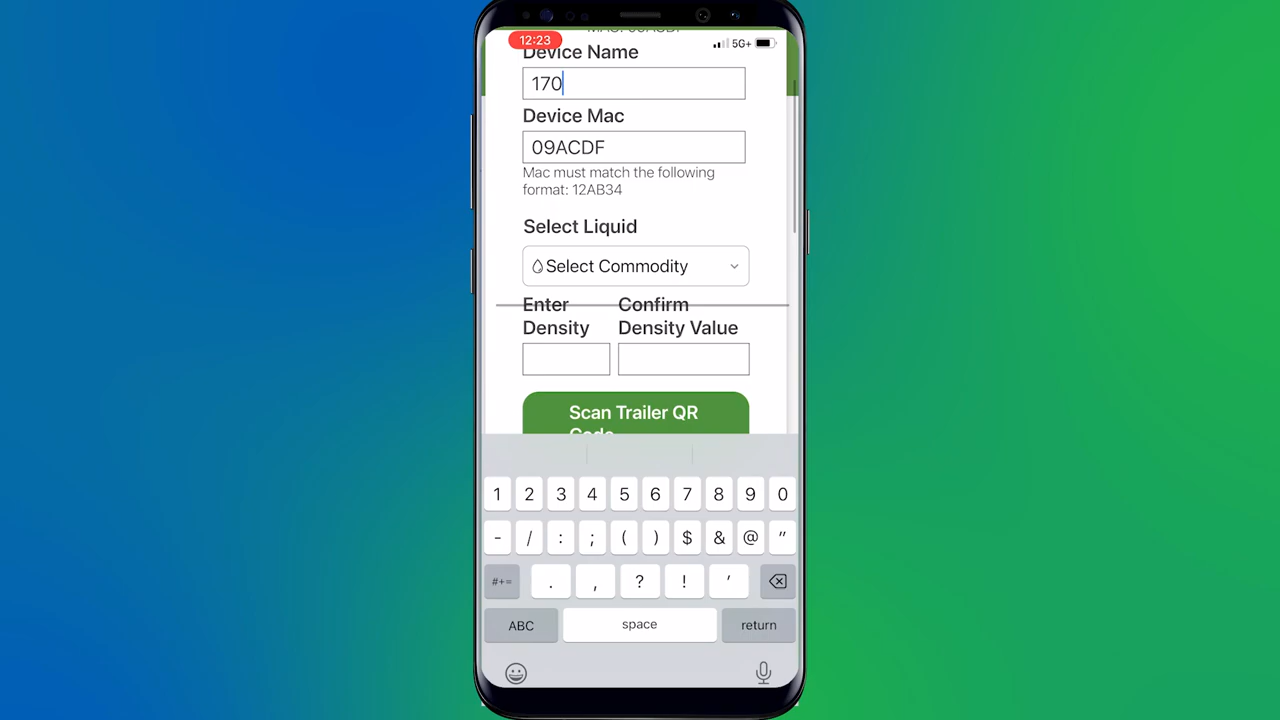 12:23
5G+
Device Name
170
Device Mac
09ACDF
Mac must match the following
format: 12AB34
Select Liquid
Select Commodity
Enter Confirm
Density Density Value
Scan Trailer QR
Code
1 2 3 4 5 6 7 8 9 0
- / : ; ( ) $ & @ "
#+= . , ? ! '
ABC space return